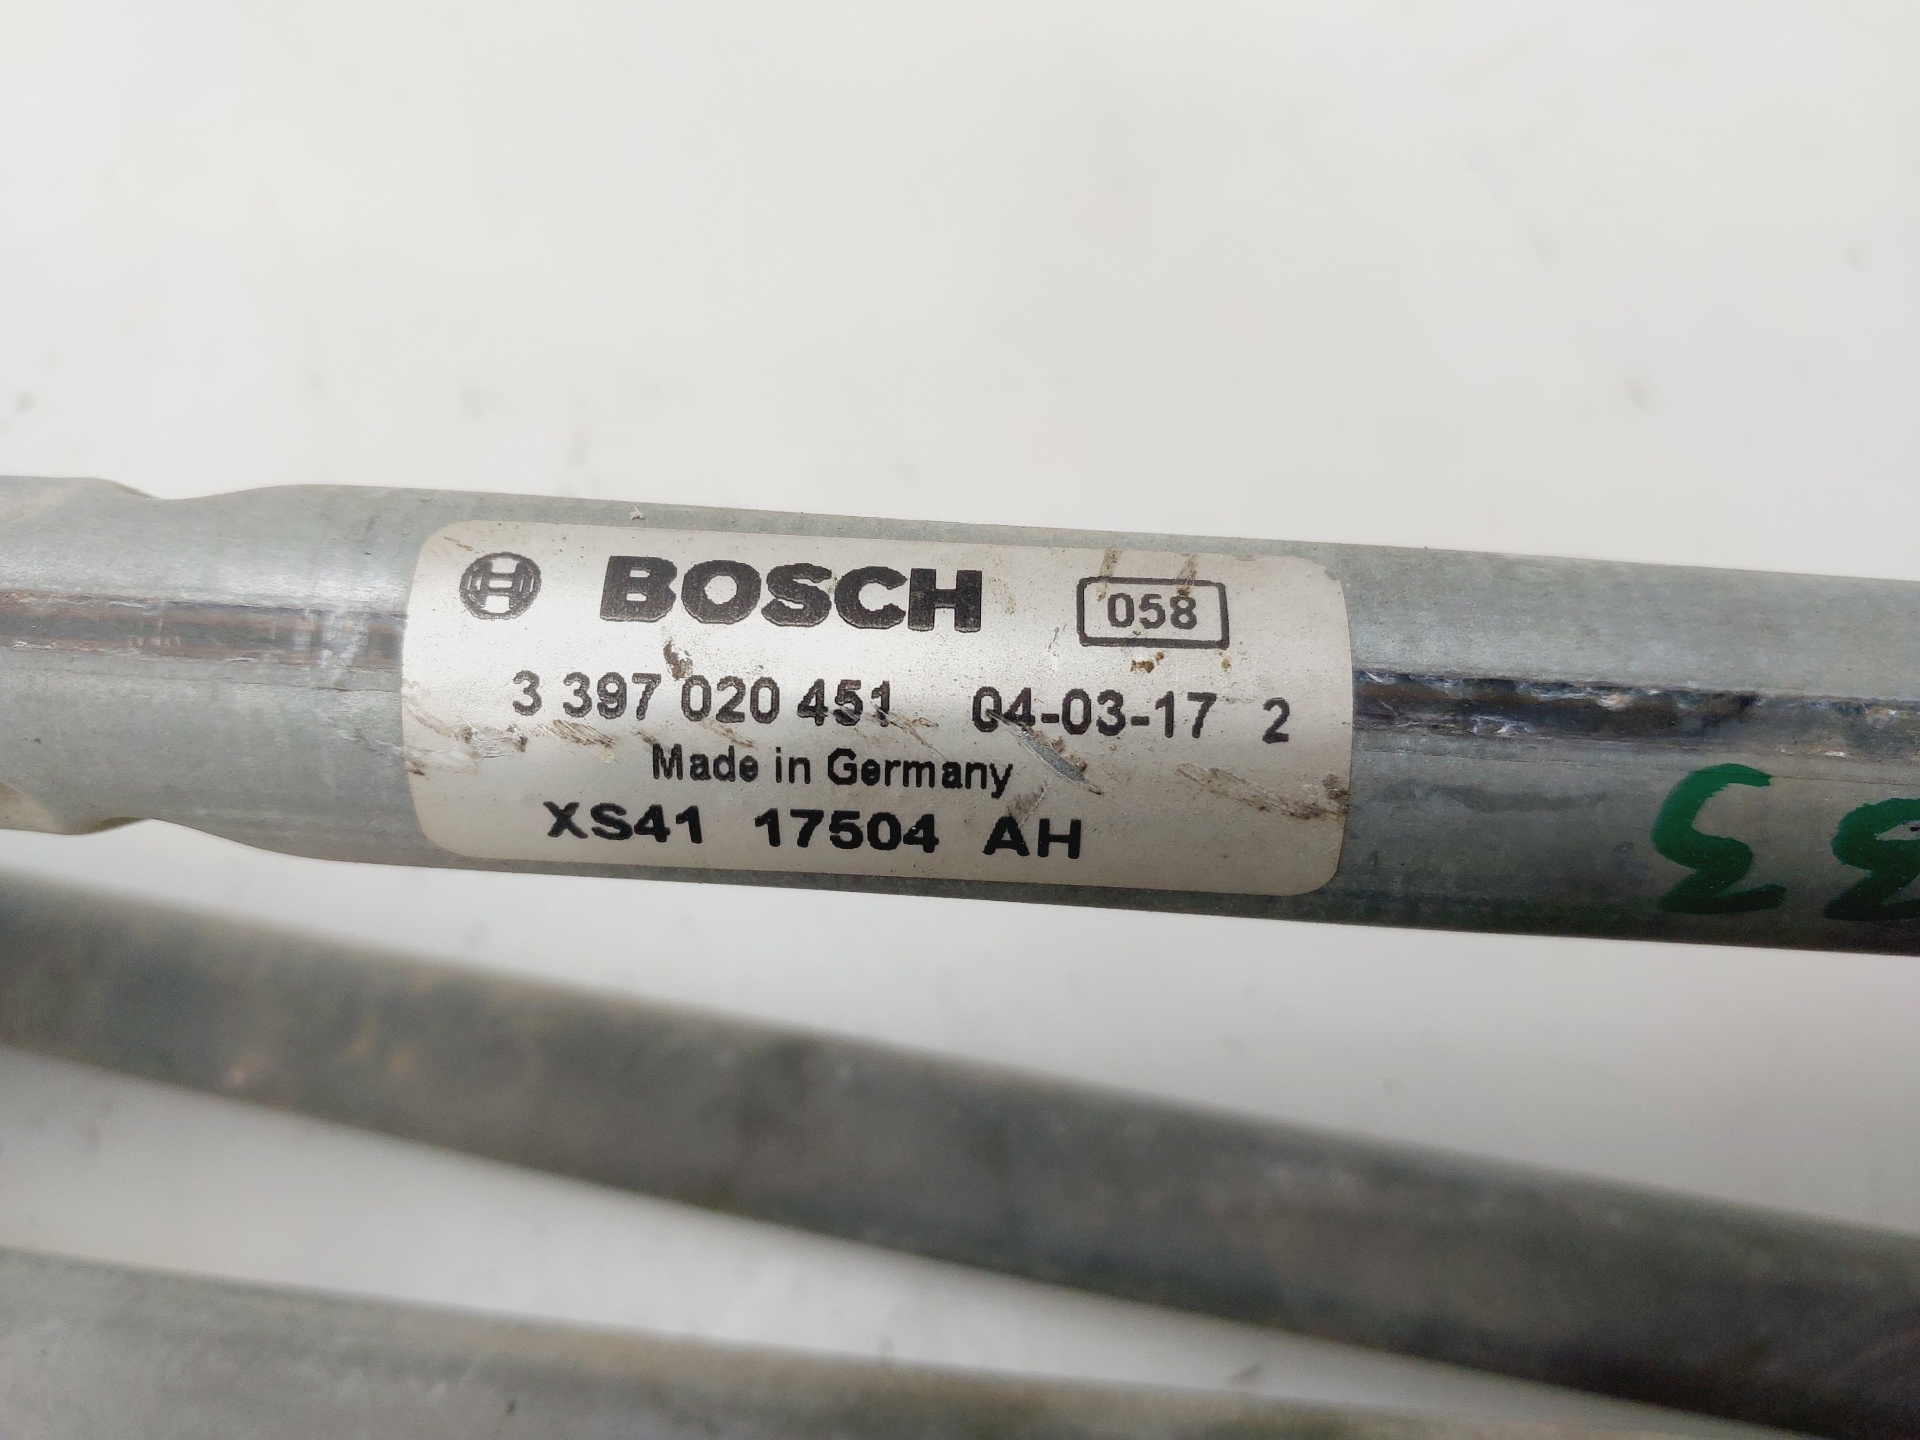 BOSCH 058
3 397 020 451 04-03-17 2
Made in Germany
XS41 17504 AH